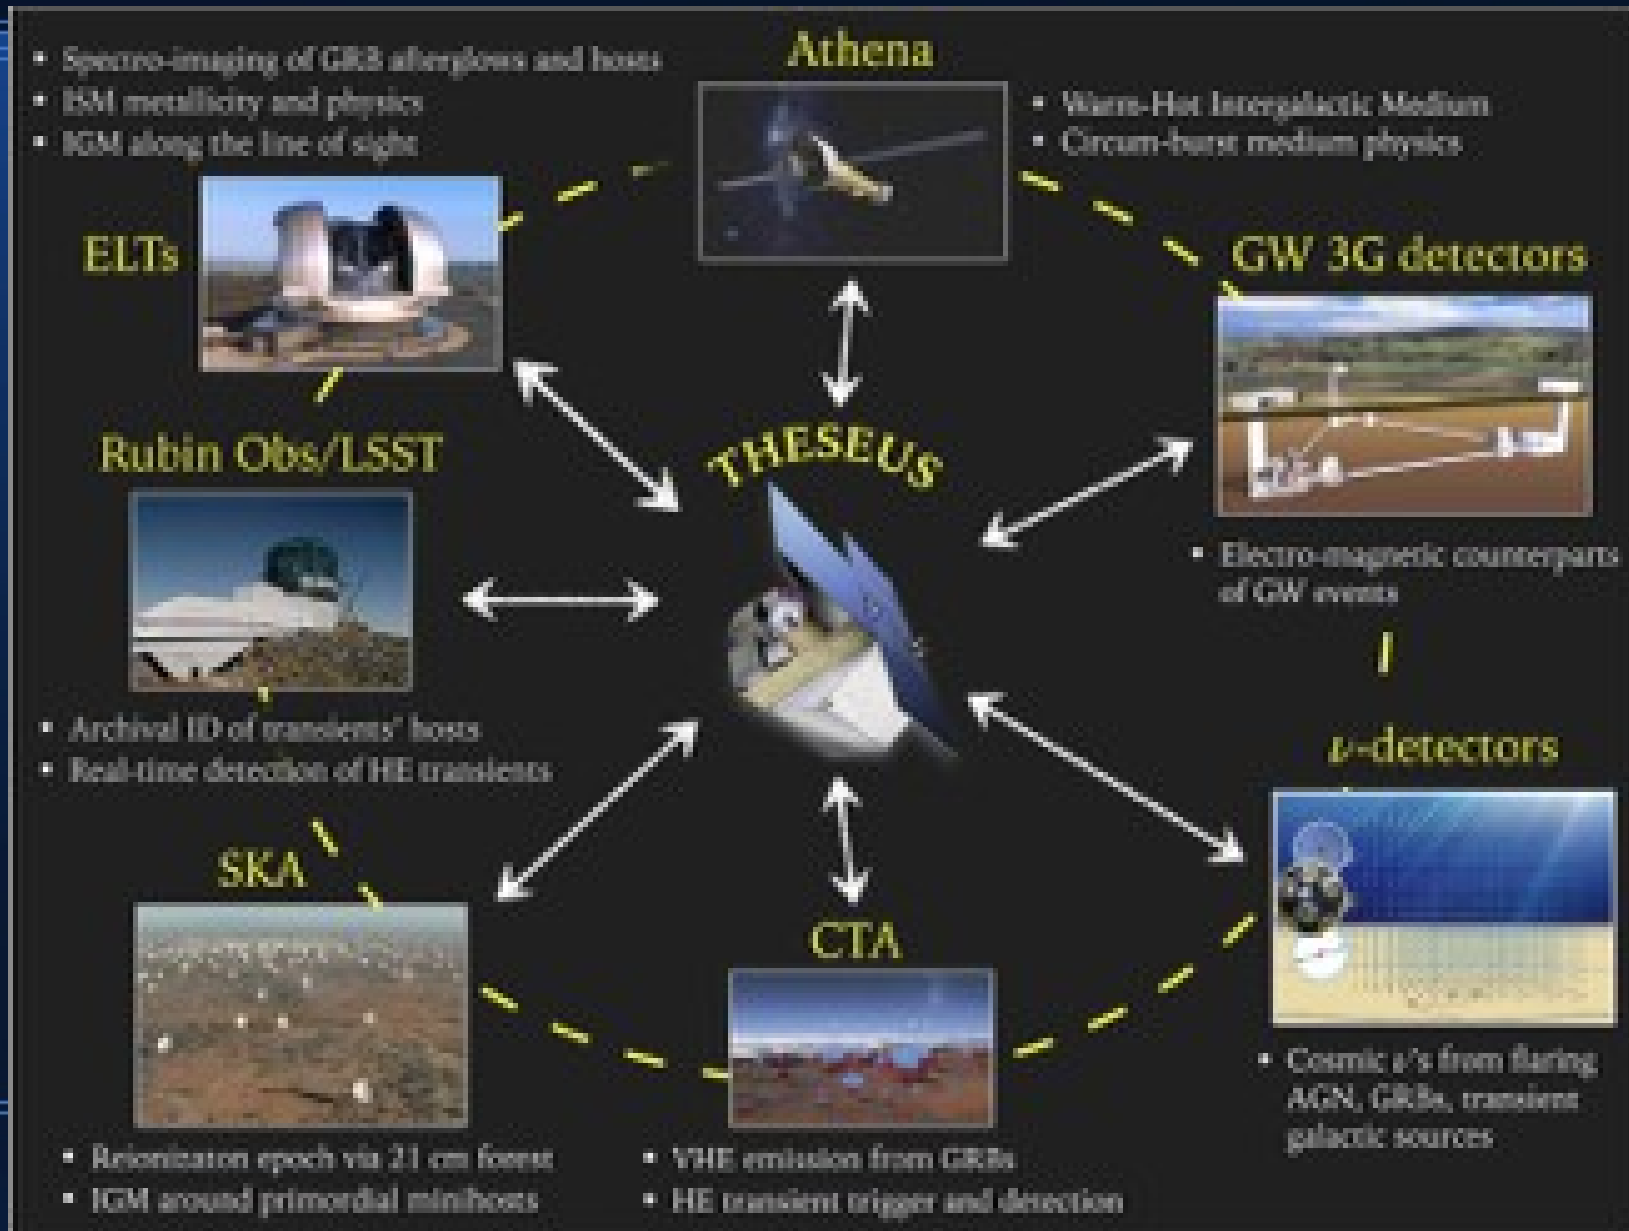 Athena
• Spectro-imaging of GRB afterglows and hosts
• ISM metallicity and physics
• IGM along the line of sight
• Warm-Hot Intergalactic Medium
• Circum-burst medium physics
ELTs
GW 3G detectors
Rubin Obs/LSST
THESEUS
• Electro-magnetic counterparts
of GW events
• Archival ID of transients' hosts
• Real-time detection of HE transients
ν-detectors
SKA
CTA
• Cosmic ν's from flaring
AGN, GRBs, transient
galactic sources
• Reionizaton epoch via 21 cm forest
• IGM around primordial minihosts
• VHE emission from GRBs
• HE transient trigger and detection